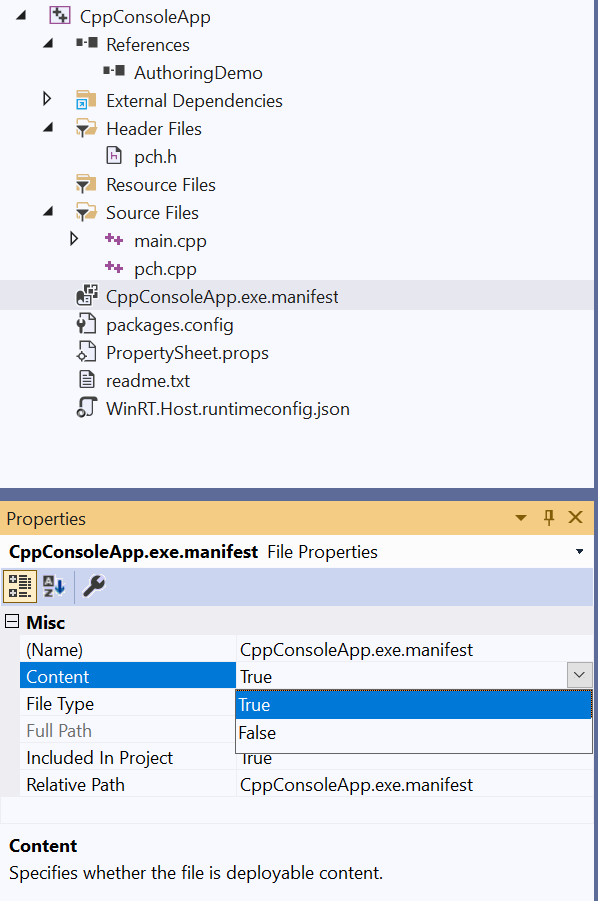 CppConsoleApp
References
AuthoringDemo
External Dependencies
Header Files
pch.h
Resource Files
Source Files
main.cpp
pch.cpp
CppConsoleApp.exe.manifest
packages.config
PropertySheet.props
readme.txt
WinRT.Host.runtimeconfig.json
Properties
CppConsoleApp.exe.manifest File Properties
Misc
(Name) CppConsoleApp.exe.manifest
Content True
File Type True
Full Path False
Included In Project True
Relative Path CppConsoleApp.exe.manifest
Content
Specifies whether the file is deployable content.